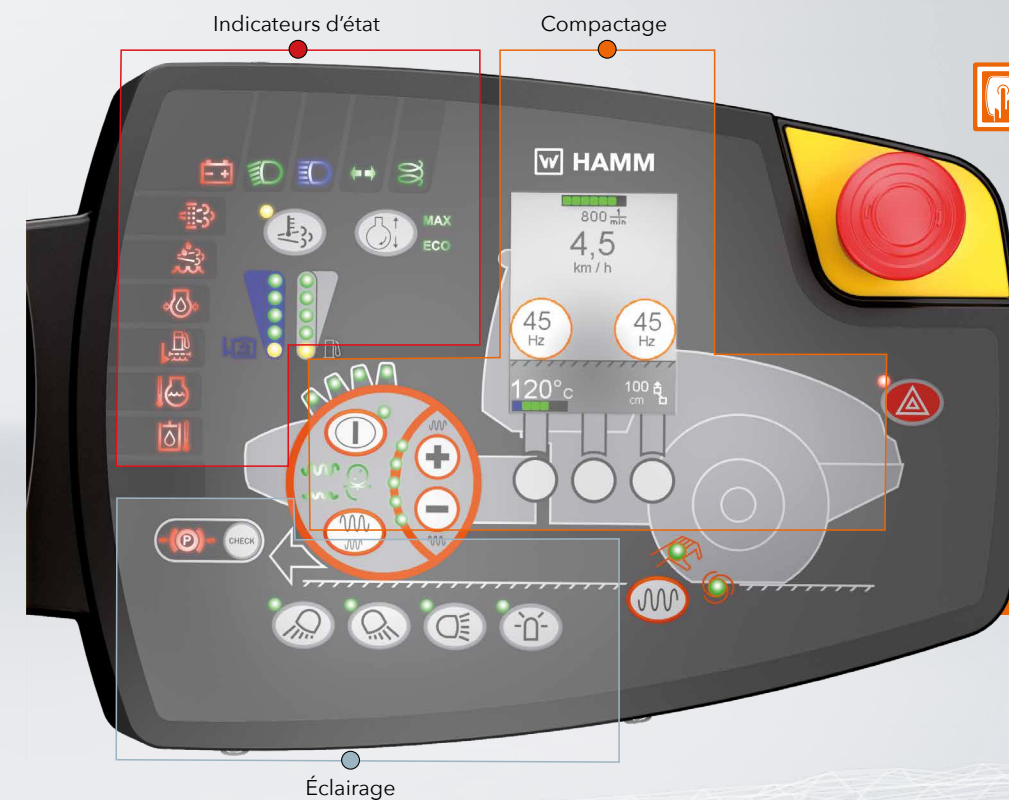 Indicateurs d’état
Compactage
W HAMM
800 1/min
4,5
km / h
MAX
ECO
45
Hz
45
Hz
120°c
100
cm
P
CHECK
Éclairage